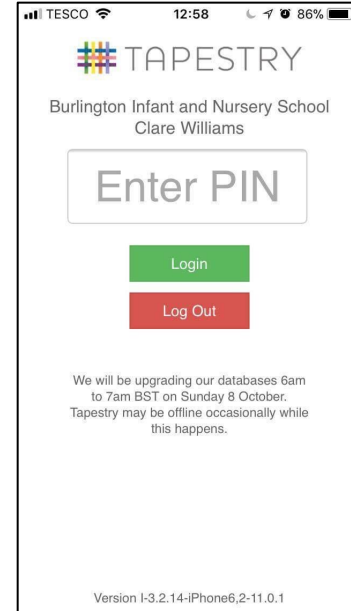 TESCO 12:58 86%
TAPESTRY
Burlington Infant and Nursery School
Clare Williams
Enter PIN
Login
Log Out
We will be upgrading our databases 6am
to 7am BST on Sunday 8 October.
Tapestry may be offline occasionally while
this happens.
Version I-3.2.14-iPhone6,2-11.0.1